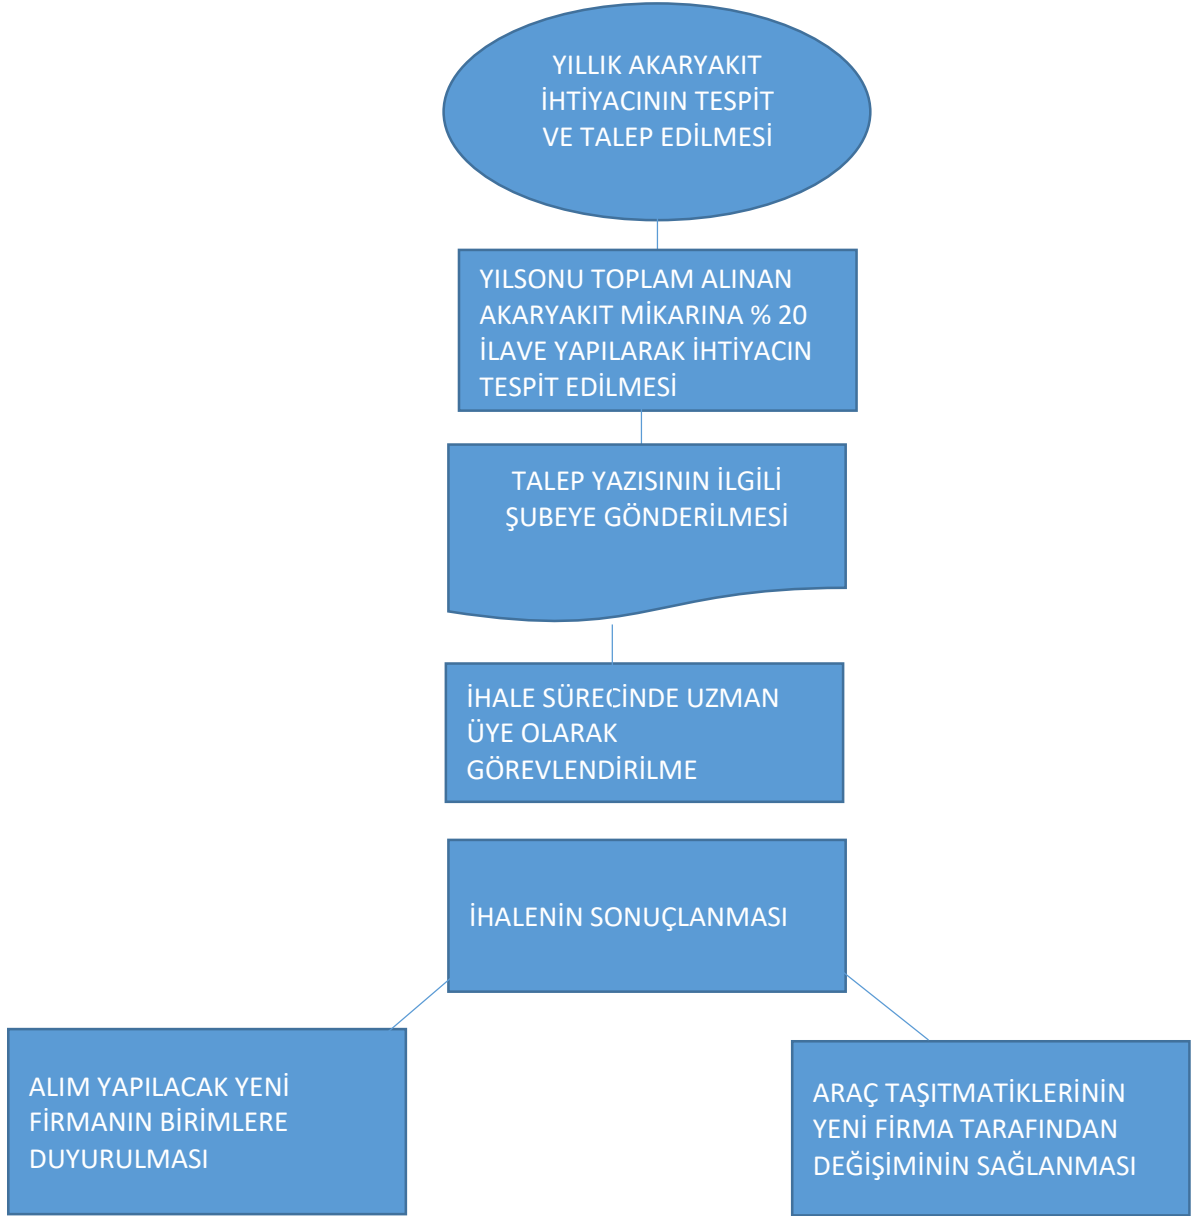 YILLIK AKARYAKIT
İHTİYACININ TESPİT
VE TALEP EDİLMESİ
YILSONU TOPLAM ALINAN
AKARYAKIT MİKARINA % 20
İLAVE YAPILARAK İHTİYACIN
TESPİT EDİLMESİ
TALEP YAZISININ İLGİLİ
ŞUBEYE GÖNDERİLMESİ
İHALE SÜRECİNDE UZMAN
ÜYE OLARAK
GÖREVLENDİRİLME
İHALENİN SONUÇLANMASI
ALIM YAPILACAK YENİ
FİRMANIN BİRİMLERE
DUYURULMASI
ARAÇ TAŞITMATİKLERİNİN
YENİ FİRMA TARAFINDAN
DEĞİŞİMİNİN SAĞLANMASI